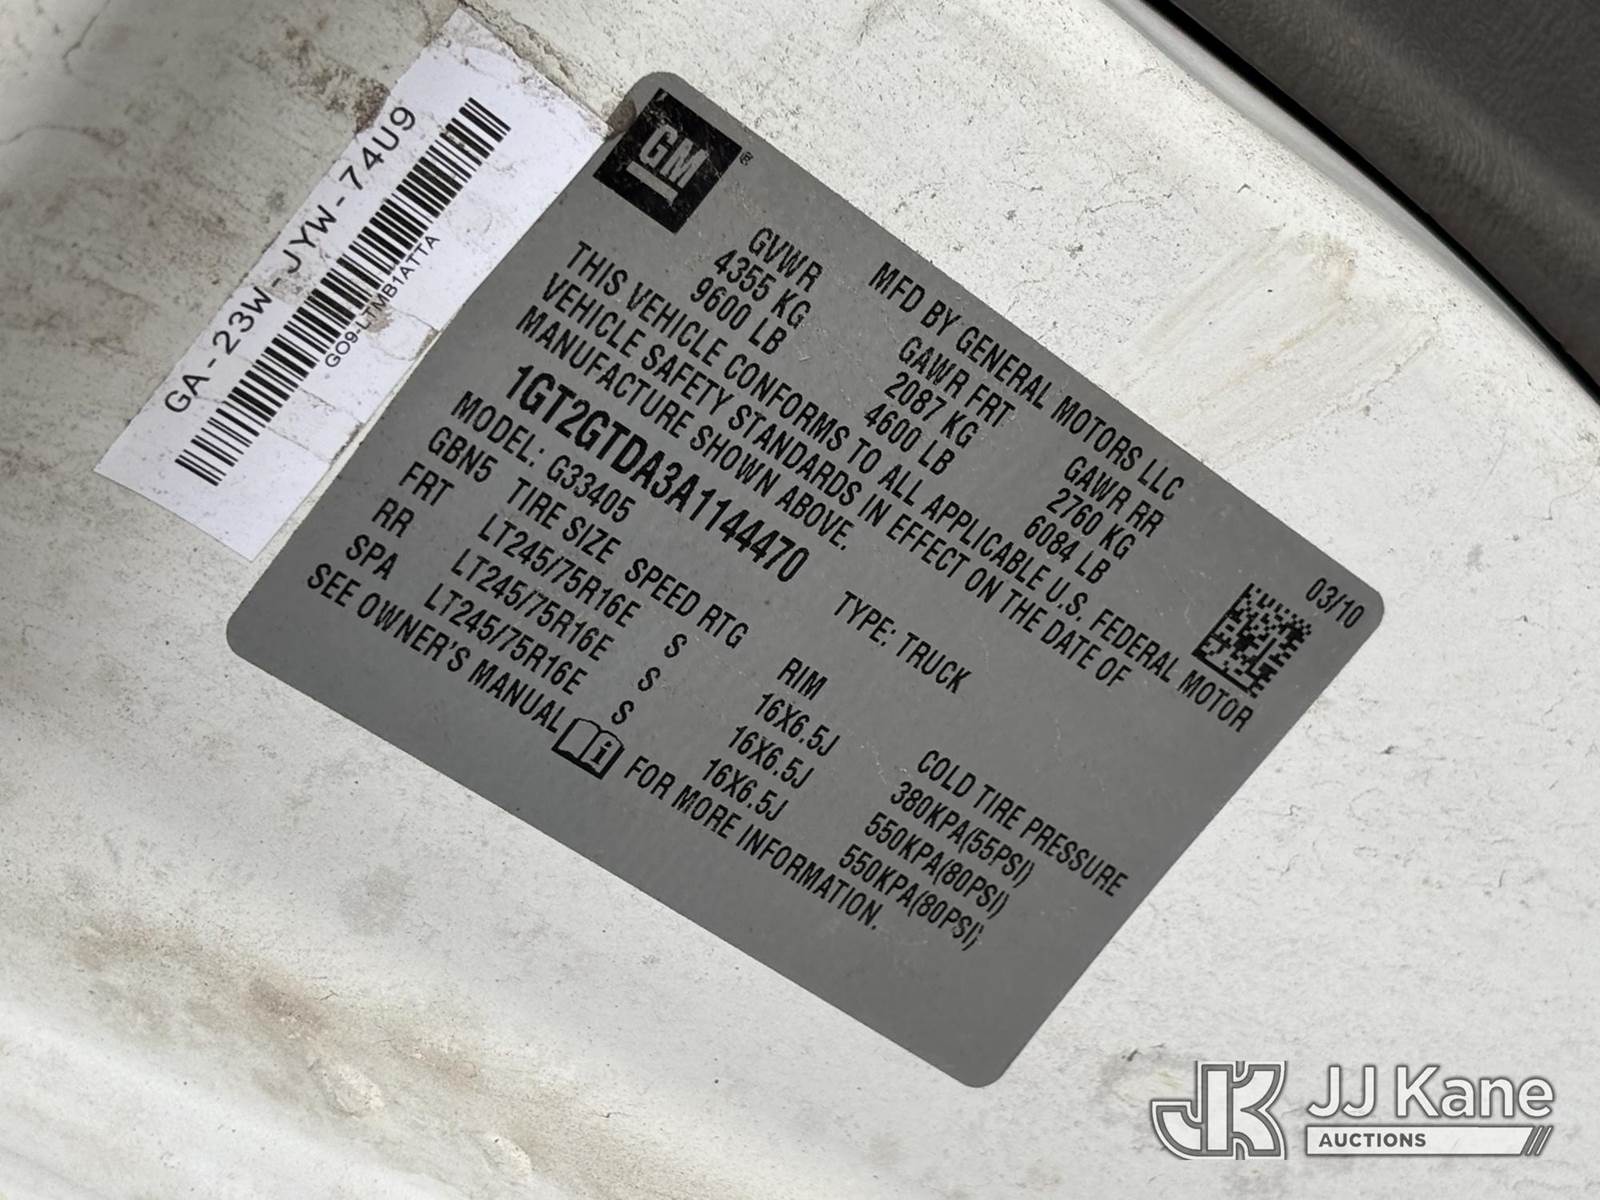 GA-23W-JYW-74U9
GO9-LTMB1ATTA
GM®
MFD BY GENERAL MOTORS LLC 03/10
GVWR GAWR FRT GAWR RR
4355 KG 2087 KG 2760 KG
9600 LB 4600 LB 6084 LB
THIS VEHICLE CONFORMS TO ALL APPLICABLE U.S. FEDERAL MOTOR
VEHICLE SAFETY STANDARDS IN EFFECT ON THE DATE OF
MANUFACTURE SHOWN ABOVE.
1GT2GTDA3A1144470 TYPE: TRUCK
MODEL: G33405
GBN5 TIRE SIZE SPEED RTG RIM COLD TIRE PRESSURE
FRT LT245/75R16E S 16X6.5J 380KPA(55PSI)
RR LT245/75R16E S 16X6.5J 550KPA(80PSI)
SPA LT245/75R16E S 16X6.5J 550KPA(80PSI)
SEE OWNER'S MANUAL i FOR MORE INFORMATION.
JK JJ Kane
AUCTIONS